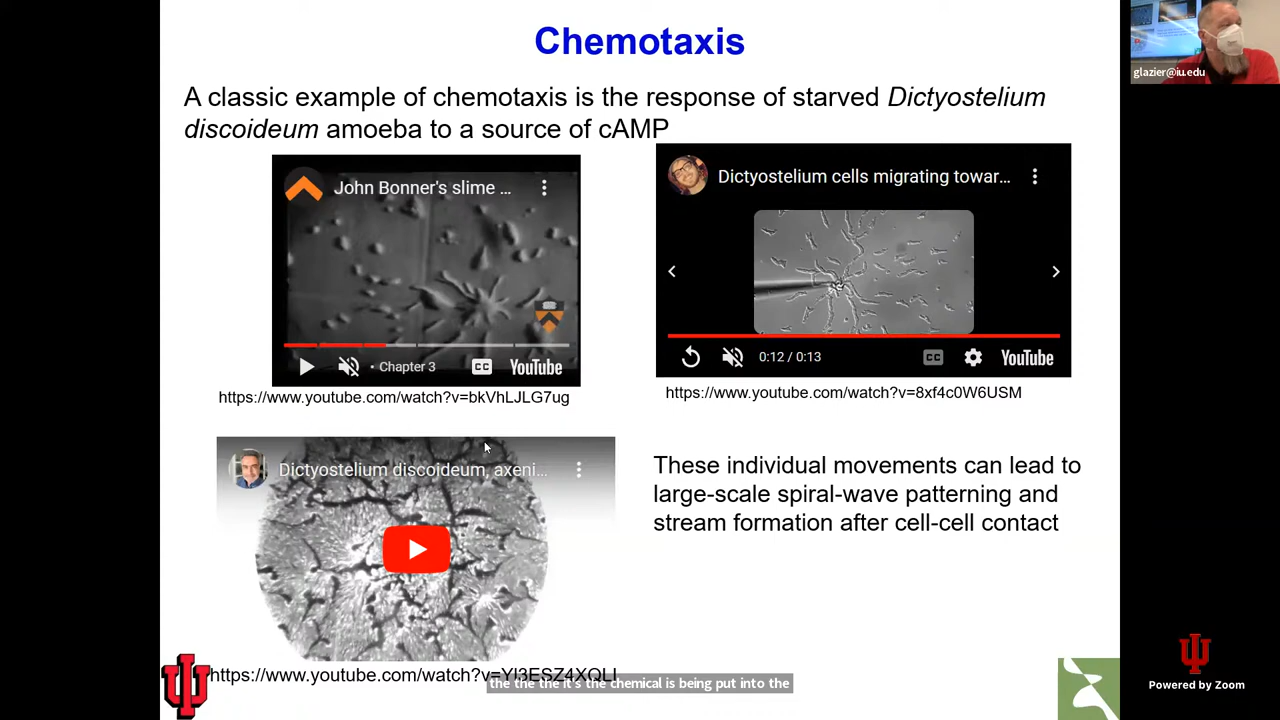 Chemotaxis
glazier@iu.edu
A classic example of chemotaxis is the response of starved Dictyostelium
discoideum amoeba to a source of cAMP
John Bonner's slime ...
Chapter 3
CC
YouTube
https://www.youtube.com/watch?v=bkVhLJLG7ug
Dictyostelium cells migrating towar...
0:12 / 0:13
CC
YouTube
https://www.youtube.com/watch?v=8xf4c0W6USM
Dictyostelium discoideum, axeni...
These individual movements can lead to
large-scale spiral-wave patterning and
stream formation after cell-cell contact
the the the it's the chemical is being put into the
Powered by Zoom